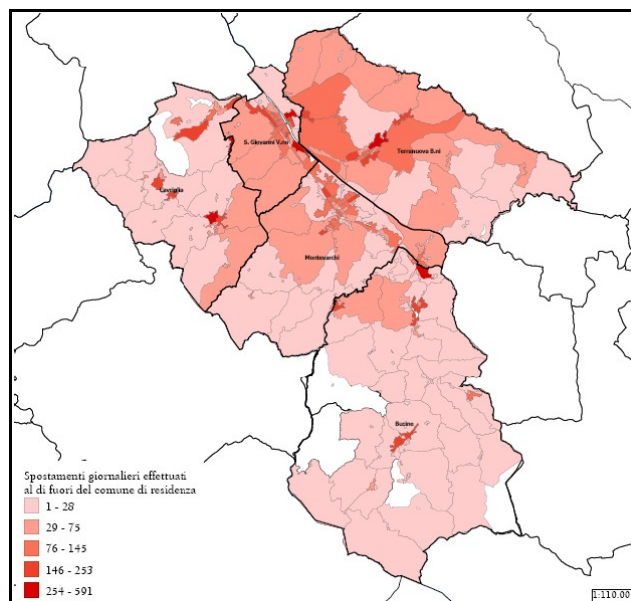 S. Giovanni V.no
Terranuova B.ni
Cavriglia
Montevarchi
Bucine
Spostamenti giornalieri effettuati
al di fuori del comune di residenza
1 - 28
29 - 75
76 - 145
146 - 253
254 - 591
1:110.00